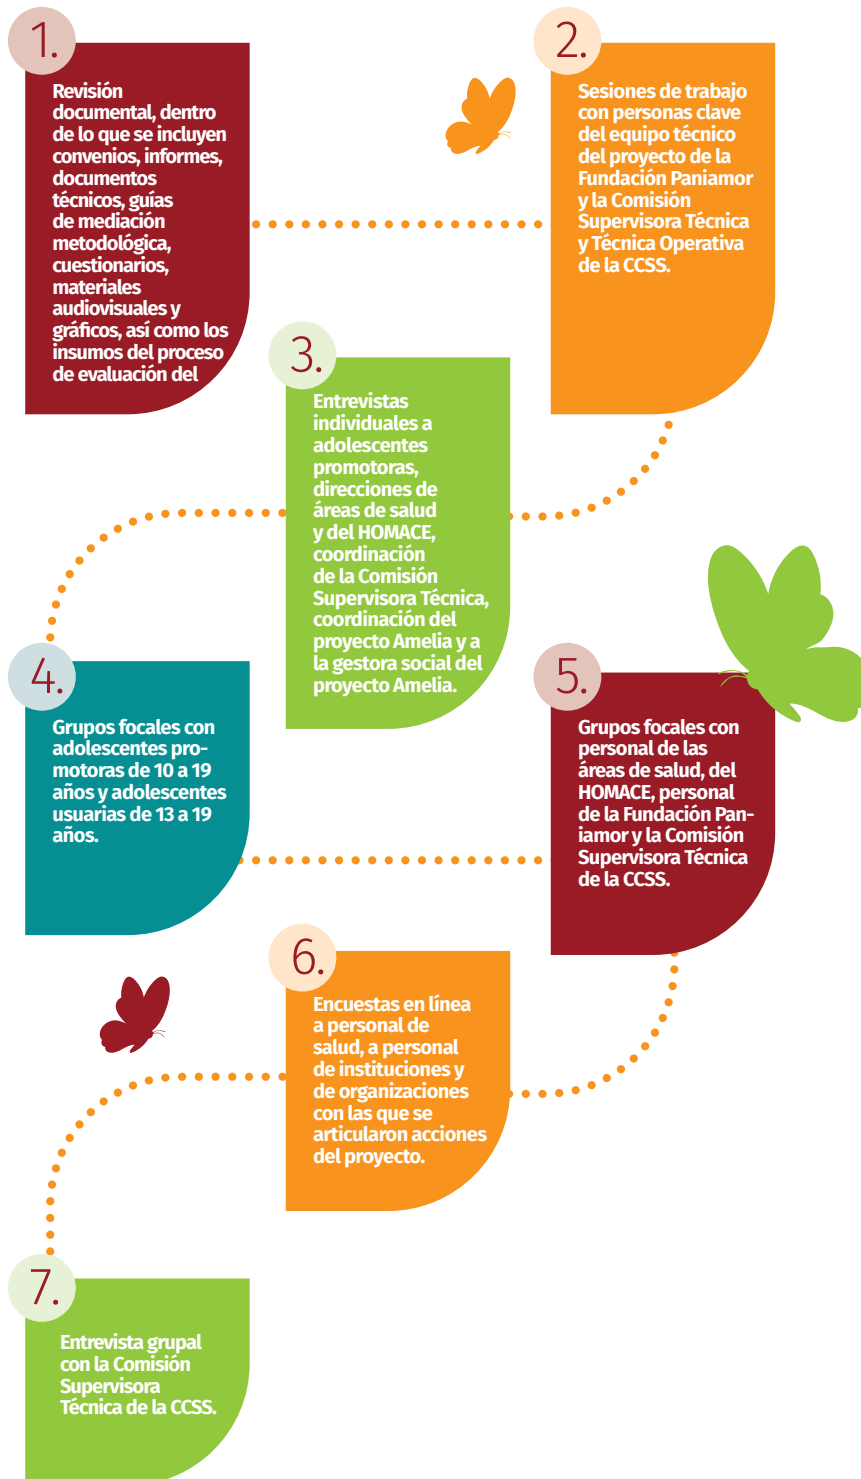 1.
Revisión
documental, dentro
de lo que se incluyen
convenios, informes,
documentos
técnicos, guías
de mediación
metodológica,
cuestionarios,
materiales
audiovisuales y
gráficos, así como los
insumos del proceso
de evaluación del
2.
Sesiones de trabajo
con personas clave
del equipo técnico
del proyecto de la
Fundación Paniamor
y la Comisión
Supervisora Técnica
y Técnica Operativa
de la CCSS.
3.
Entrevistas
individuales a
adolescentes
promotoras,
direcciones de
áreas de salud
y del HOMACE,
coordinación
de la Comisión
Supervisora Técnica,
coordinación del
proyecto Amelia y a
la gestora social del
proyecto Amelia.
4.
Grupos focales con
adolescentes pro-
motoras de 10 a 19
años y adolescentes
usuarias de 13 a 19
años.
5.
Grupos focales con
personal de las
áreas de salud, del
HOMACE, personal
de la Fundación Pan-
iamor y la Comisión
Supervisora Técnica
de la CCSS.
6.
Encuestas en línea
a personal de
salud, a personal
de instituciones y
de organizaciones
con las que se
articularon acciones
del proyecto.
7.
Entrevista grupal
con la Comisión
Supervisora
Técnica de la CCSS.